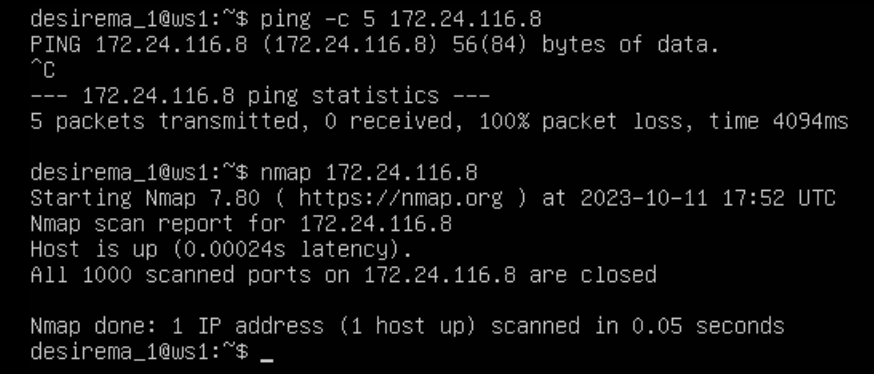 desirema_1@ws1:~$ ping -c 5 172.24.116.8
PING 172.24.116.8 (172.24.116.8) 56(84) bytes of data.
^C
--- 172.24.116.8 ping statistics ---
5 packets transmitted, 0 received, 100% packet loss, time 4094ms

desirema_1@ws1:~$ nmap 172.24.116.8
Starting Nmap 7.80 ( https://nmap.org ) at 2023-10-11 17:52 UTC
Nmap scan report for 172.24.116.8
Host is up (0.00024s latency).
All 1000 scanned ports on 172.24.116.8 are closed

Nmap done: 1 IP address (1 host up) scanned in 0.05 seconds
desirema_1@ws1:~$ _